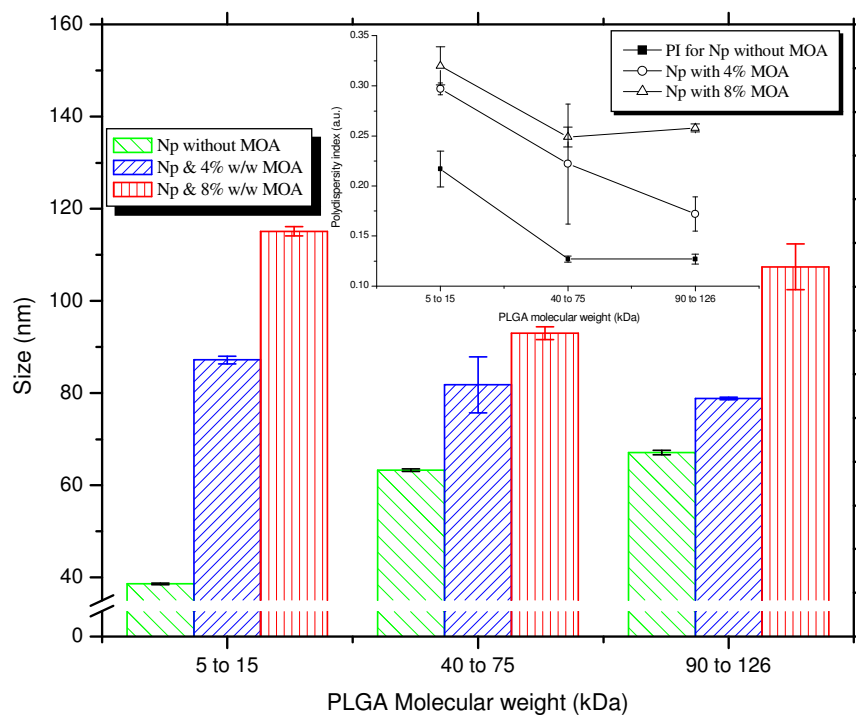 160
140
120
100
80
60
40
0
Size (nm)
Np without MOA
Np & 4% w/w MOA
Np & 8% w/w MOA
0.35
0.30
0.25
0.20
0.15
0.10
Polydispersity index (a.u.)
5 to 15
40 to 75
90 to 126
PLGA molecular weight (kDa)
PI for Np without MOA
Np with 4% MOA
Np with 8% MOA
5 to 15
40 to 75
90 to 126
PLGA Molecular weight (kDa)